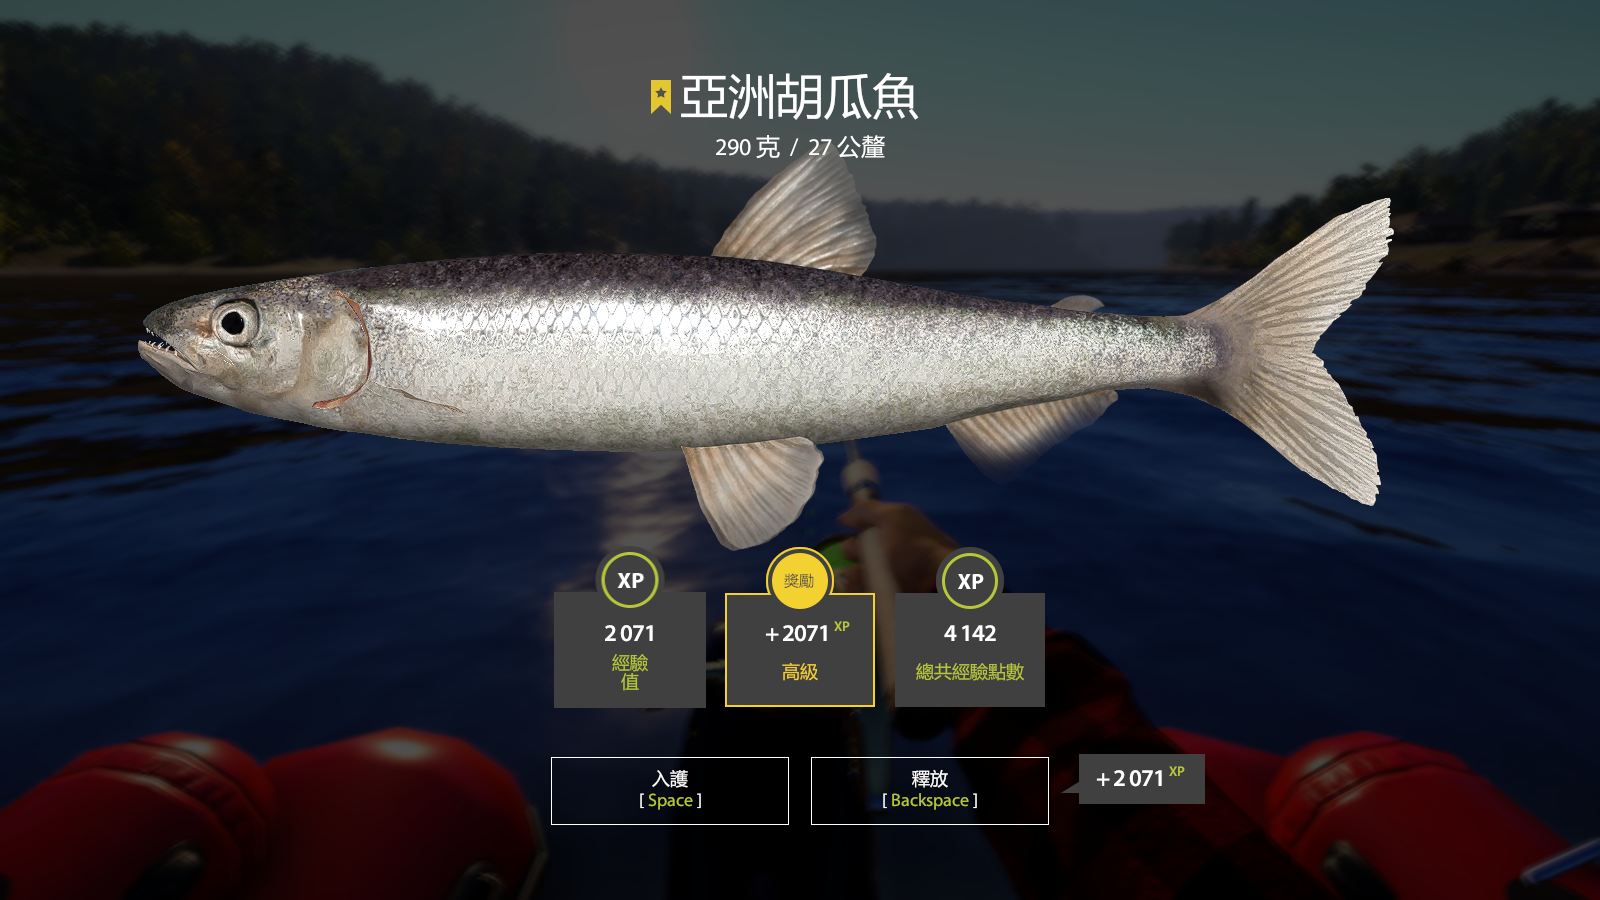 亞洲胡瓜魚
290 克 / 27 公釐
XP
2 071
經驗
值
獎勵
+2071 XP
高級
XP
4 142
總共經驗點數
入護
[ Space ]
釋放
[ Backspace ]
+2 071 XP